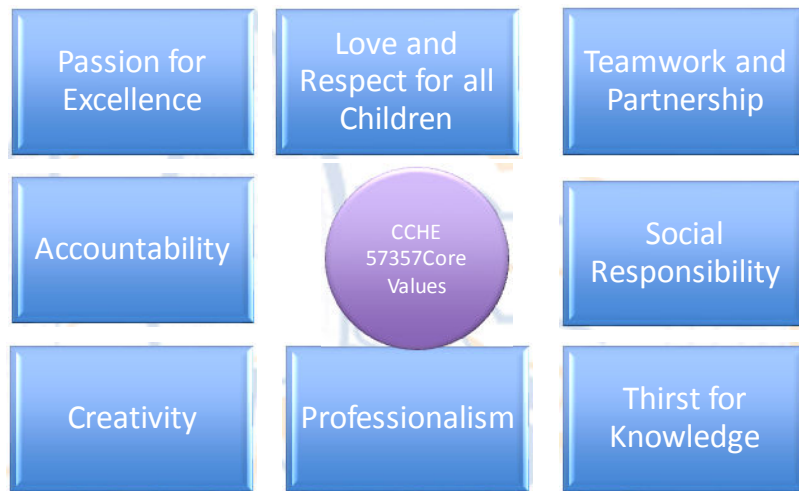 Passion for
Excellence
Love and
Respect for all
Children
Teamwork and
Partnership
Accountability
CCHE
57357Core
Values
Social
Responsibility
Creativity
Professionalism
Thirst for
Knowledge